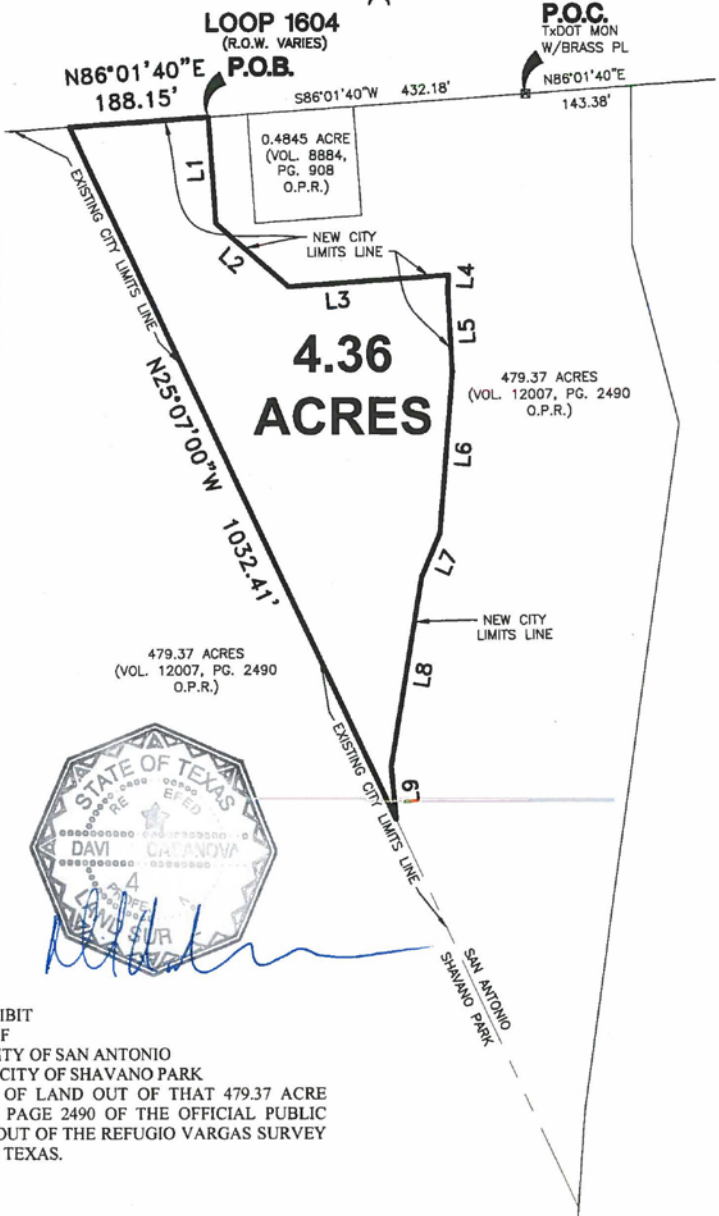 LOOP 1604
(R.O.W. VARIES)
P.O.B.
P.O.C.
TxDOT MON
W/BRASS PL
N86°01'40"E
188.15'
S86°01'40"W 432.18'
N86°01'40"E
143.38'
0.4845 ACRE
(VOL. 8884,
PG. 908
O.P.R.)
L1
EXISTING CITY LIMITS LINE
L2
NEW CITY
LIMITS LINE
L3
L4
L5
4.36
ACRES
N25°07'00"W 1032.41'
479.37 ACRES
(VOL. 12007, PG. 2490
O.P.R.)
L6
L7
NEW CITY
LIMITS LINE
L8
479.37 ACRES
(VOL. 12007, PG. 2490
O.P.R.)
EXISTING CITY LIMITS LINE
L9
STATE OF TEXAS
DAVI
4
LAND SUR
SAN ANTONIO
SHAVANO PARK
IBIT
F
TY OF SAN ANTONIO
CITY OF SHAVANO PARK
OF LAND OUT OF THAT 479.37 ACRE
PAGE 2490 OF THE OFFICIAL PUBLIC
OUT OF THE REFUGIO VARGAS SURVEY
TEXAS.